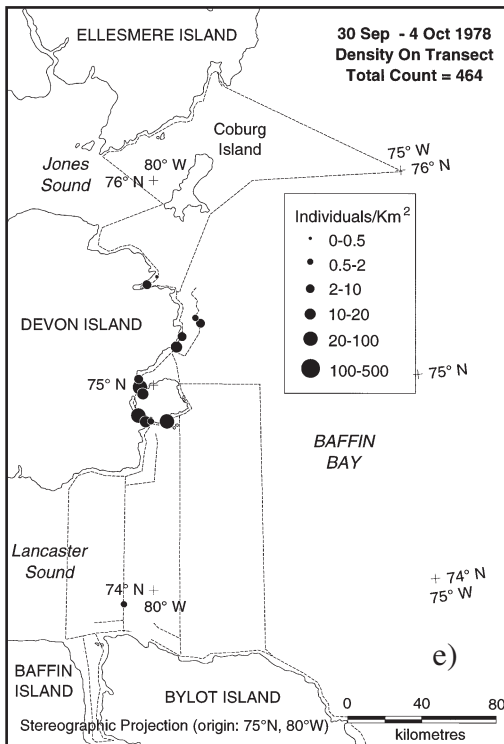 ELLESMERE ISLAND
30 Sep - 4 Oct 1978
Density On Transect
Total Count = 464
Coburg
Island
Jones
Sound
80° W
76° N
75° W
76° N
Individuals/Km2
0-0.5
0.5-2
2-10
10-20
20-100
100-500
DEVON ISLAND
75° N
75° N
BAFFIN
BAY
Lancaster
Sound
74° N
80° W
74° N
75° W
e)
BAFFIN
ISLAND
BYLOT ISLAND
0 40 80
kilometres
Stereographic Projection (origin: 75°N, 80°W)